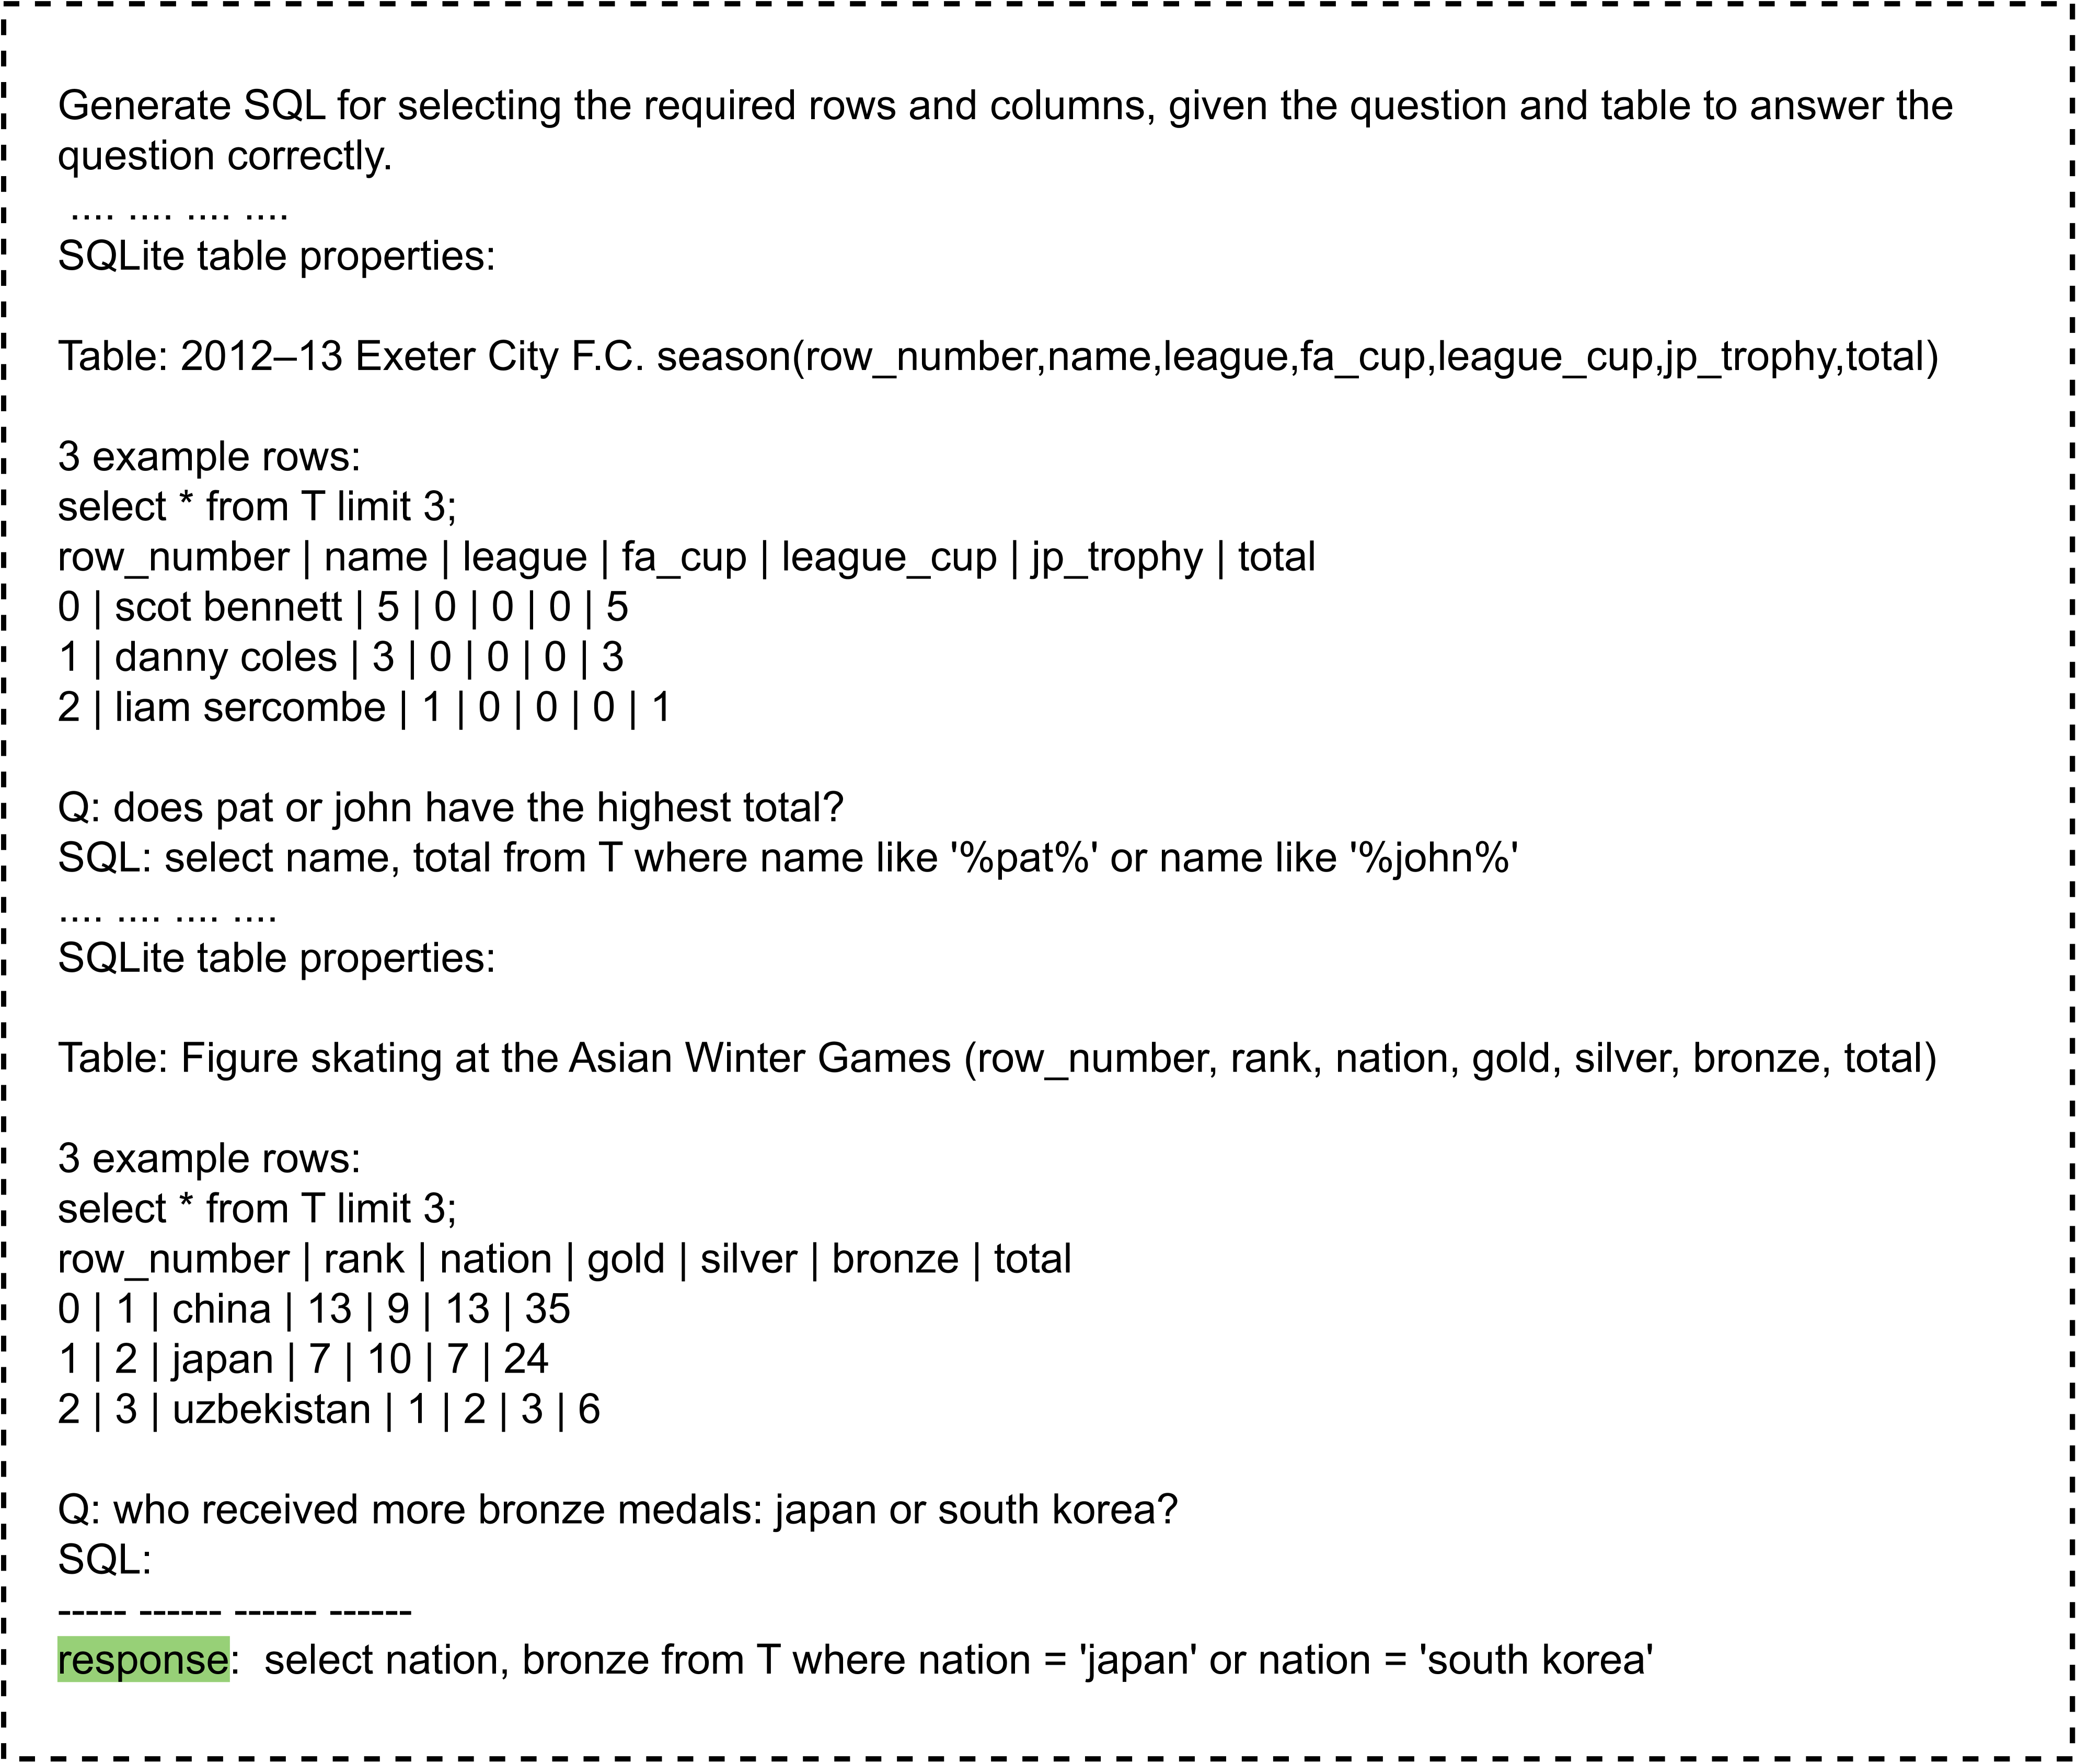 Generate SQL for selecting the required rows and columns, given the question and table to answer the
question correctly.
.... .... .... ....
SQLite table properties:
Table: 2012–13 Exeter City F.C. season(row_number,name,league,fa_cup,league_cup,jp_trophy,total)
3 example rows:
select * from T limit 3;
row_number | name | league | fa_cup | league_cup | jp_trophy | total
0 | scot bennett | 5 | 0 | 0 | 0 | 5
1 | danny coles | 3 | 0 | 0 | 0 | 3
2 | liam sercombe | 1 | 0 | 0 | 0 | 1
Q: does pat or john have the highest total?
SQL: select name, total from T where name like '%pat%' or name like '%john%'
.... .... .... ....
SQLite table properties:
Table: Figure skating at the Asian Winter Games (row_number, rank, nation, gold, silver, bronze, total)
3 example rows:
select * from T limit 3;
row_number | rank | nation | gold | silver | bronze | total
0 | 1 | china | 13 | 9 | 13 | 35
1 | 2 | japan | 7 | 10 | 7 | 24
2 | 3 | uzbekistan | 1 | 2 | 3 | 6
Q: who received more bronze medals: japan or south korea?
SQL:
----- ------ ------ ------
response: select nation, bronze from T where nation = 'japan' or nation = 'south korea'